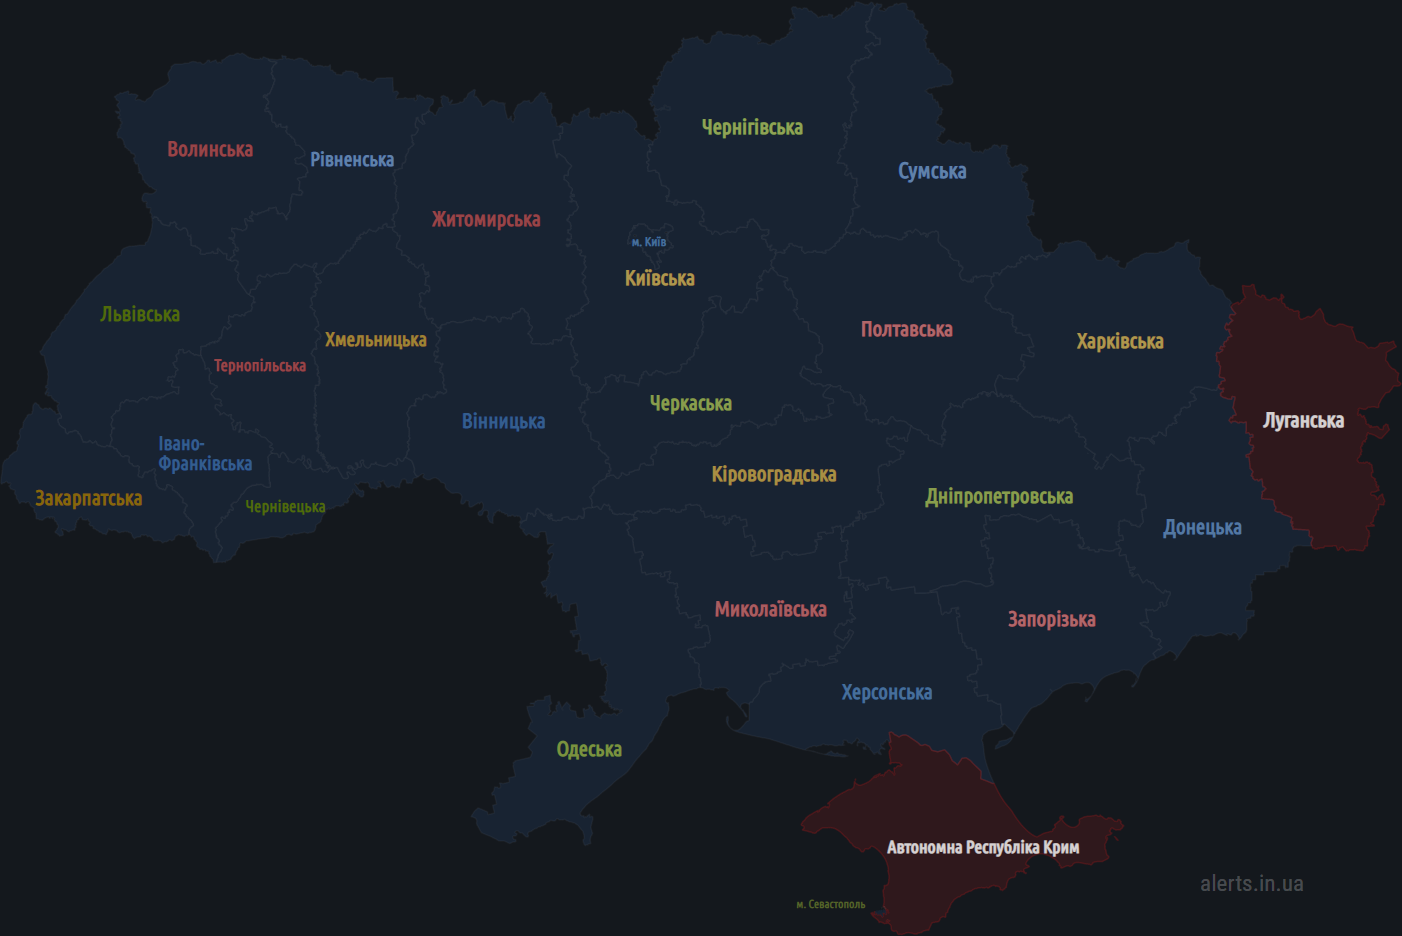 Чернігівська
Волинська
Рівненська
Сумська
Житомирська
м. Київ
Київська
Львівська
Полтавська
Хмельницька
Харківська
Тернопільська
Черкаська
Луганська
Вінницька
Івано-
Франківська
Кіровоградська
Закарпатська
Дніпропетровська
Чернівецька
Донецька
Миколаївська
Запорізька
Херсонська
Одеська
Автономна Республіка Крим
alerts.in.ua
м. Севастополь